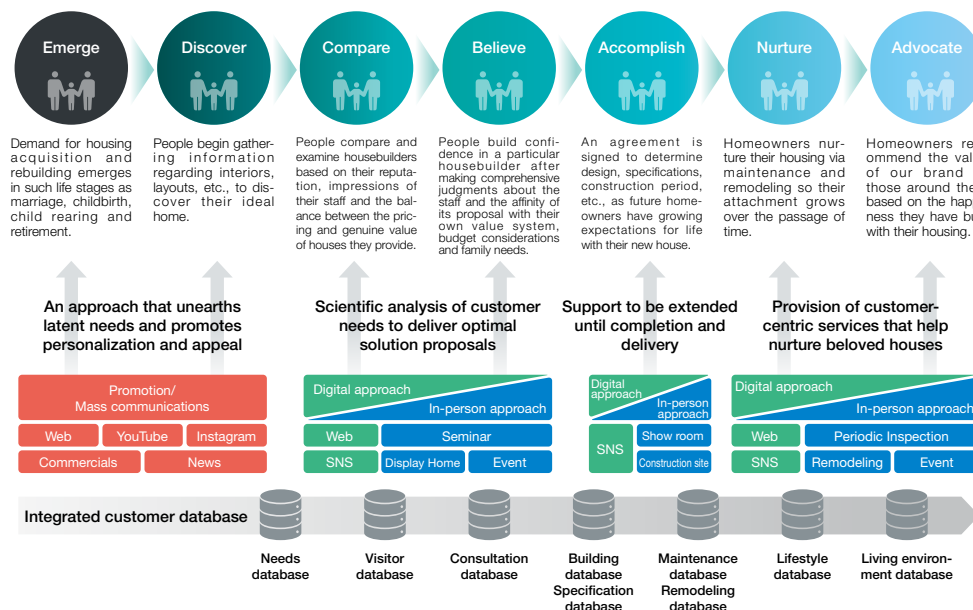 Emerge
Discover
Compare
Believe
Accomplish
Nurture
Advocate
Demand for housing
acquisition and
rebuilding emerges
in such life stages as
marriage, childbirth,
child rearing and
retirement.
People begin gather-
ing information
regarding interiors,
layouts, etc., to dis-
cover their ideal
home.
People compare and
examine housebuilders
based on their reputa-
tion, impressions of
their staff and the bal-
ance between the pric-
ing and genuine value
of houses they provide.
People build confi-
dence in a particular
housebuilder after
making comprehensive
judgments about the
staff and the affinity of
its proposal with their
own value system,
budget considerations
and family needs.
An agreement is
signed to determine
design, specifications,
construction period,
etc., as future home-
owners have growing
expectations for life
with their new house.
Homeowners nur-
ture their housing via
maintenance and
remodeling so their
attachment grows
over the passage of
time.
Homeowners re
ommend the val
of our brand
those around the
based on the hap
ness they have bu
with their housing.
An approach that unearths
latent needs and promotes
personalization and appeal
Scientific analysis of customer
needs to deliver optimal
solution proposals
Support to be extended
until completion and
delivery
Provision of customer-
centric services that help
nurture beloved houses
Promotion/
Mass communications
Web
YouTube
Instagram
Commercials
News
Digital approach
In-person approach
Web
Seminar
SNS
Display Home
Event
Digital
approach
In-person
approach
SNS
Show room
Construction site
Digital approach
In-person approach
Web
Periodic Inspection
SNS
Remodeling
Event
Integrated customer database
Needs
database
Visitor
database
Consultation
database
Building
database
Specification
database
Maintenance
database
Remodeling
database
Lifestyle
database
Living environ-
ment database